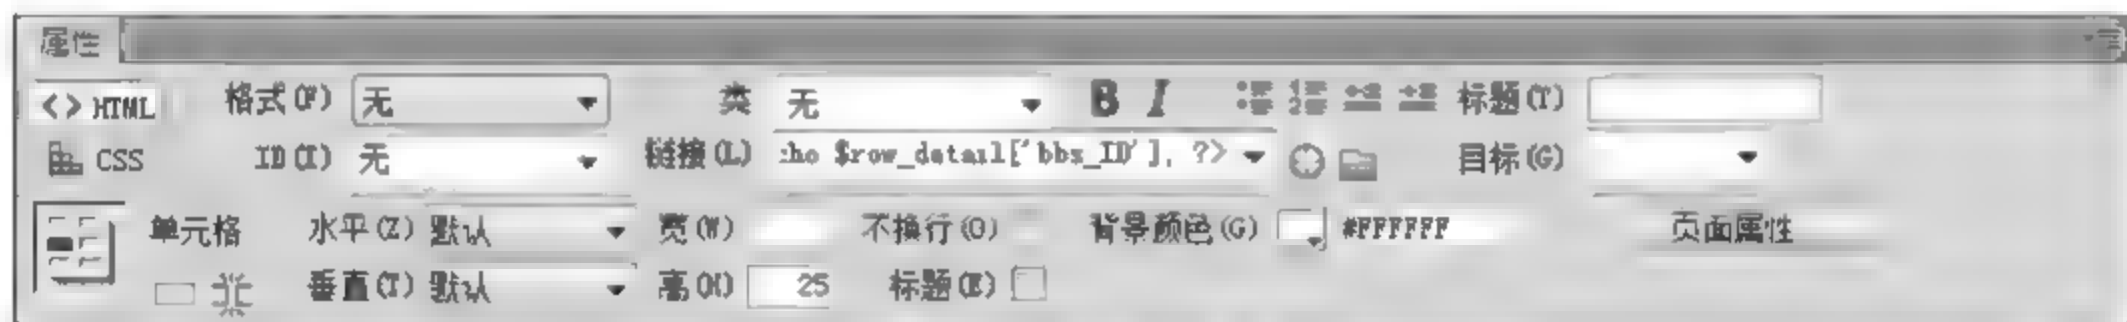 属性
<> HTML 格式(F) 无 类 无 B I 标题(T)
CSS ID(I) 无 链接(L) :ho $row_detail['bbs_ID']; ?> 目标(G)
单元格 水平(Z) 默认 宽(W) 不换行(O) 背景颜色(G) #FFFFFF 页面属性
垂直(T) 默认 高(H) 25 标题(E)